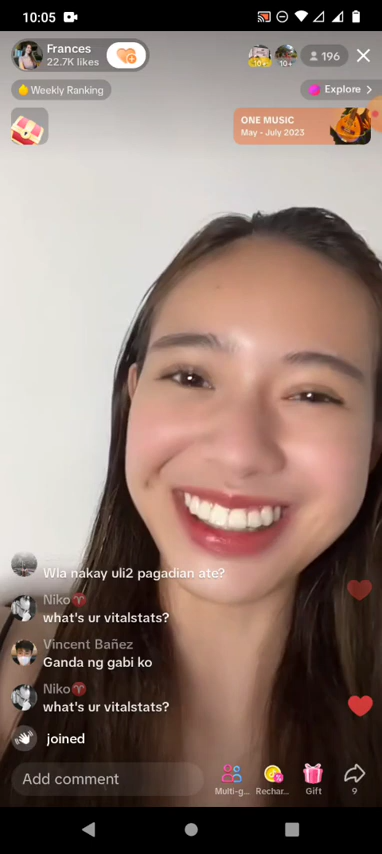 10:05
Frances
22.7K likes
10+
10+
196
Weekly Ranking
Explore
ONE MUSIC
May - July 2023
Wla nakay uli2 pagadian ate?
Niko♈
what's ur vitalstats?
Vincent Bañez
Ganda ng gabi ko
Niko♈
what's ur vitalstats?
joined
Add comment
Multi-g...
Rechar...
Gift
9